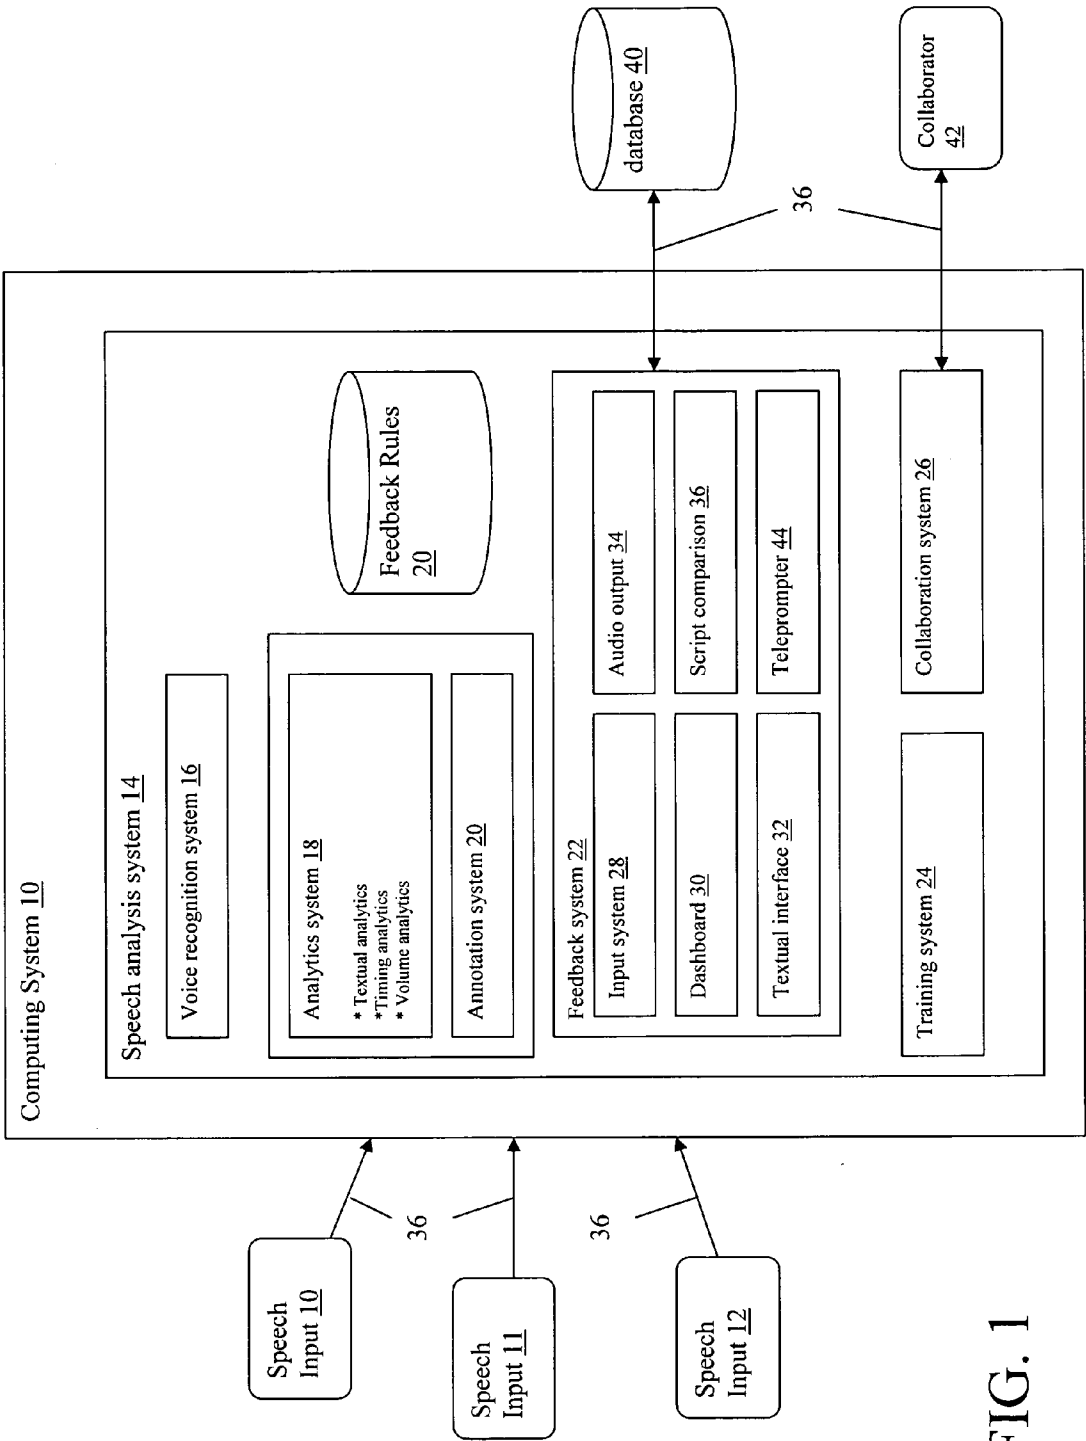 Computing System 10
Speech analysis system 14
Voice recognition system 16
Analytics system 18
* Textual analytics
*Timing analytics
* Volume analytics
Annotation system 20
Feedback Rules
20
Feedback system 22
Input system 28
Audio output 34
Dashboard 30
Script comparison 36
Textual interface 32
Teleprompter 44
Training system 24
Collaboration system 26
Speech
Input 10
Speech
Input 11
Speech
Input 12
36
36
database 40
36
Collaborator
42
FIG. 1